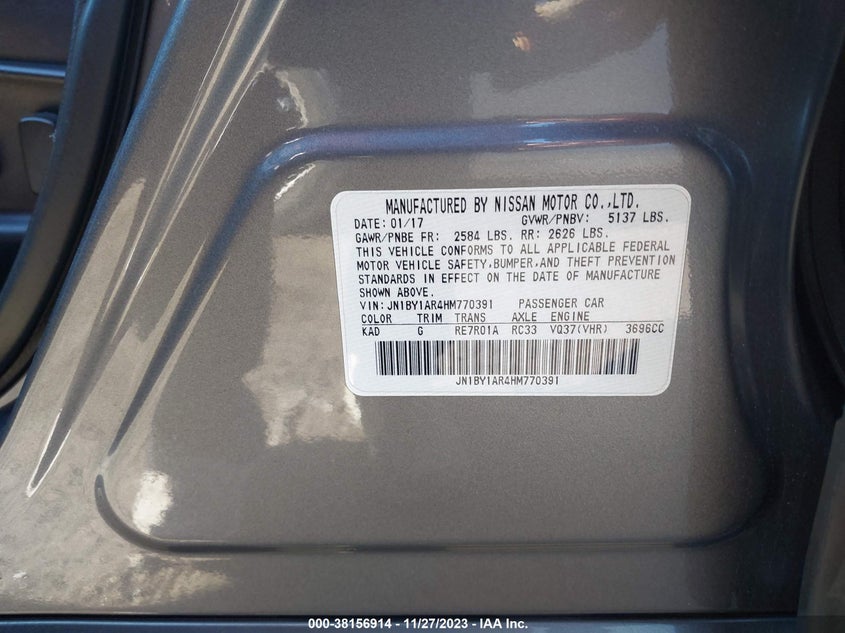 MANUFACTURED BY NISSAN MOTOR CO.,LTD.
DATE: 01/17 GVWR/PNBV: 5137 LBS.
GAWR/PNBE FR: 2584 LBS. RR: 2626 LBS.
THIS VEHICLE CONFORMS TO ALL APPLICABLE FEDERAL
MOTOR VEHICLE SAFETY,BUMPER,AND THEFT PREVENTION
STANDARDS IN EFFECT ON THE DATE OF MANUFACTURE
SHOWN ABOVE.
VIN: JN1BY1AR4HM770391 PASSENGER CAR
COLOR TRIM TRANS AXLE ENGINE
KAD G RE7R01A RC33 VQ37(VHR) 3696CC
JN1BY1AR4HM770391
000-38156914 - 11/27/2023 - IAA Inc.